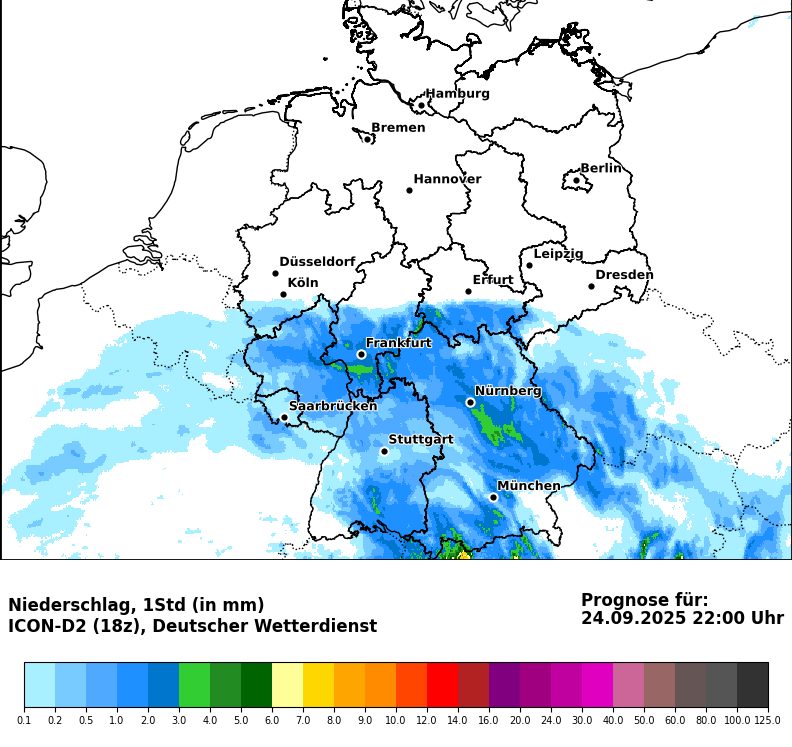 Hamburg
Bremen
Berlin
Hannover
Leipzig
Düsseldorf
Dresden
Erfurt
Köln
Frankfurt
Nürnberg
Saarbrücken
Stuttgart
München
Niederschlag, 1Std (in mm)
ICON-D2 (18z), Deutscher Wetterdienst
Prognose für:
24.09.2025 22:00 Uhr
0.1 0.2 0.5 1.0 2.0 3.0 4.0 5.0 6.0 7.0 8.0 9.0 10.0 12.0 14.0 16.0 20.0 24.0 30.0 40.0 50.0 60.0 80.0 100.0 125.0